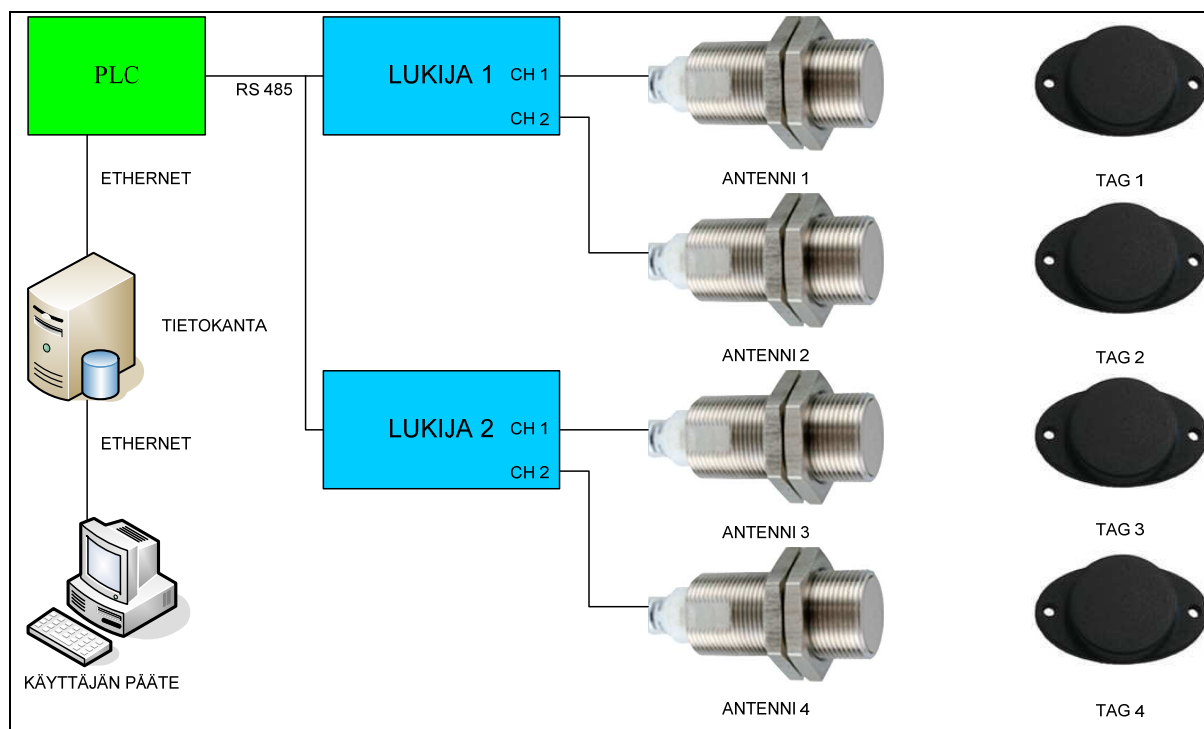 PLC
RS 485
LUKIJA 1
CH 1
CH 2
ANTENNI 1
TAG 1
ETHERNET
ANTENNI 2
TAG 2
TIETOKANTA
LUKIJA 2
CH 1
CH 2
ETHERNET
ANTENNI 3
TAG 3
KÄYTTÄJÄN PÄÄTE
ANTENNI 4
TAG 4